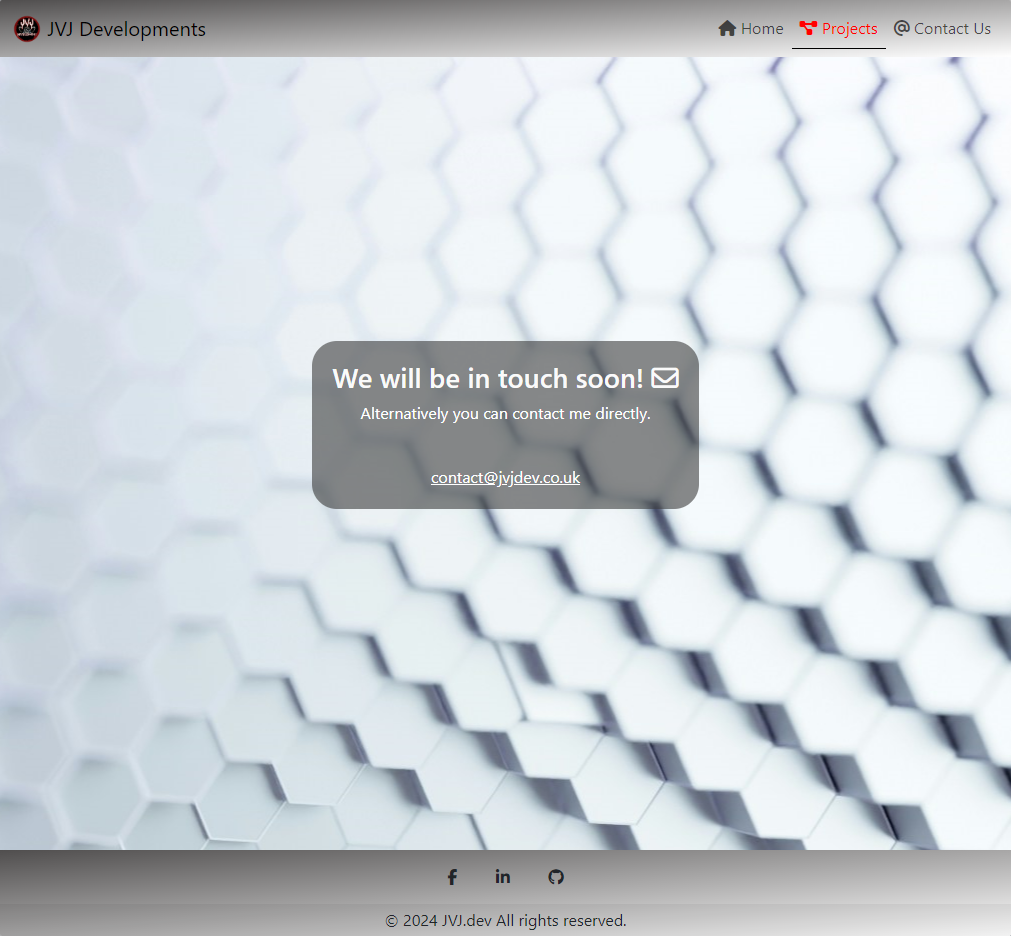 JVJ Developments
Home
Projects
Contact Us
We will be in touch soon!
Alternatively you can contact me directly.
contact@jvjdev.co.uk
© 2024 JVJ.dev All rights reserved.